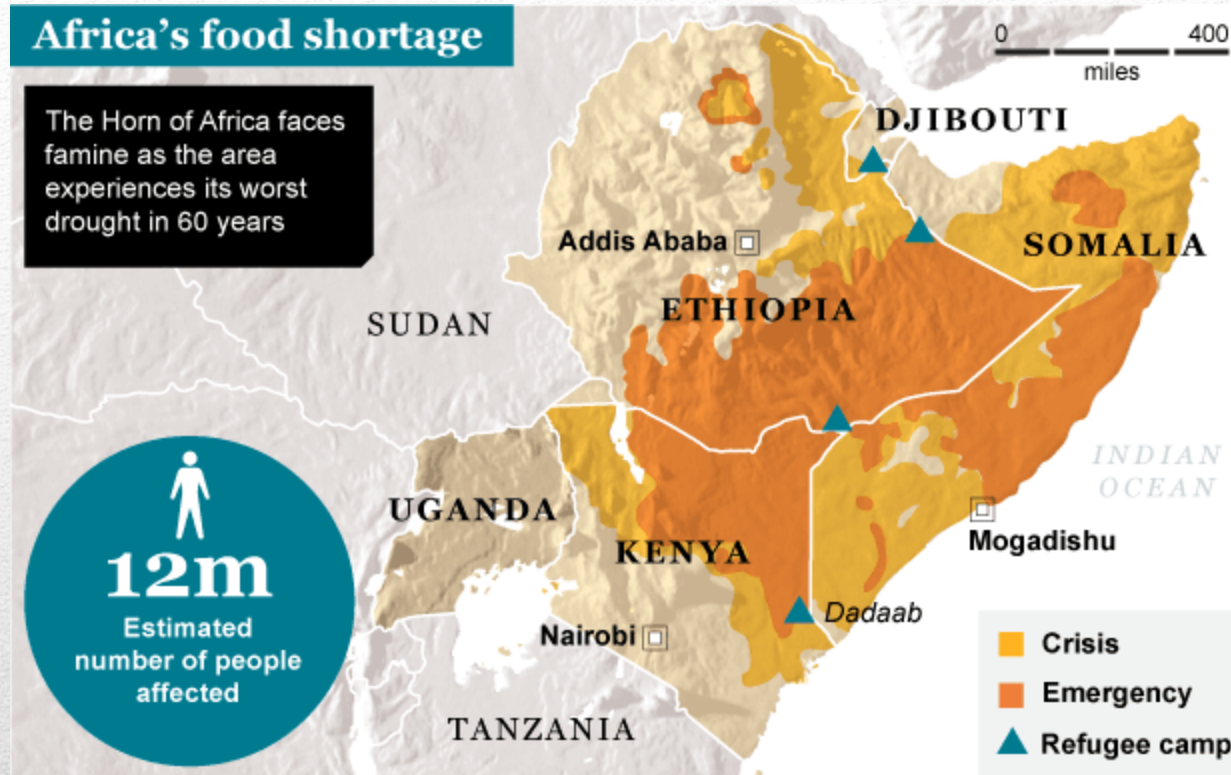 Africa's food shortage
The Horn of Africa faces
famine as the area
experiences its worst
drought in 60 years
0 400
miles
DJIBOUTI
Addis Ababa
SOMALIA
ETHIOPIA
SUDAN
INDIAN
OCEAN
UGANDA
KENYA
Mogadishu
Dadaab
Nairobi
TANZANIA
12m
Estimated
number of people
affected
Crisis
Emergency
Refugee camp